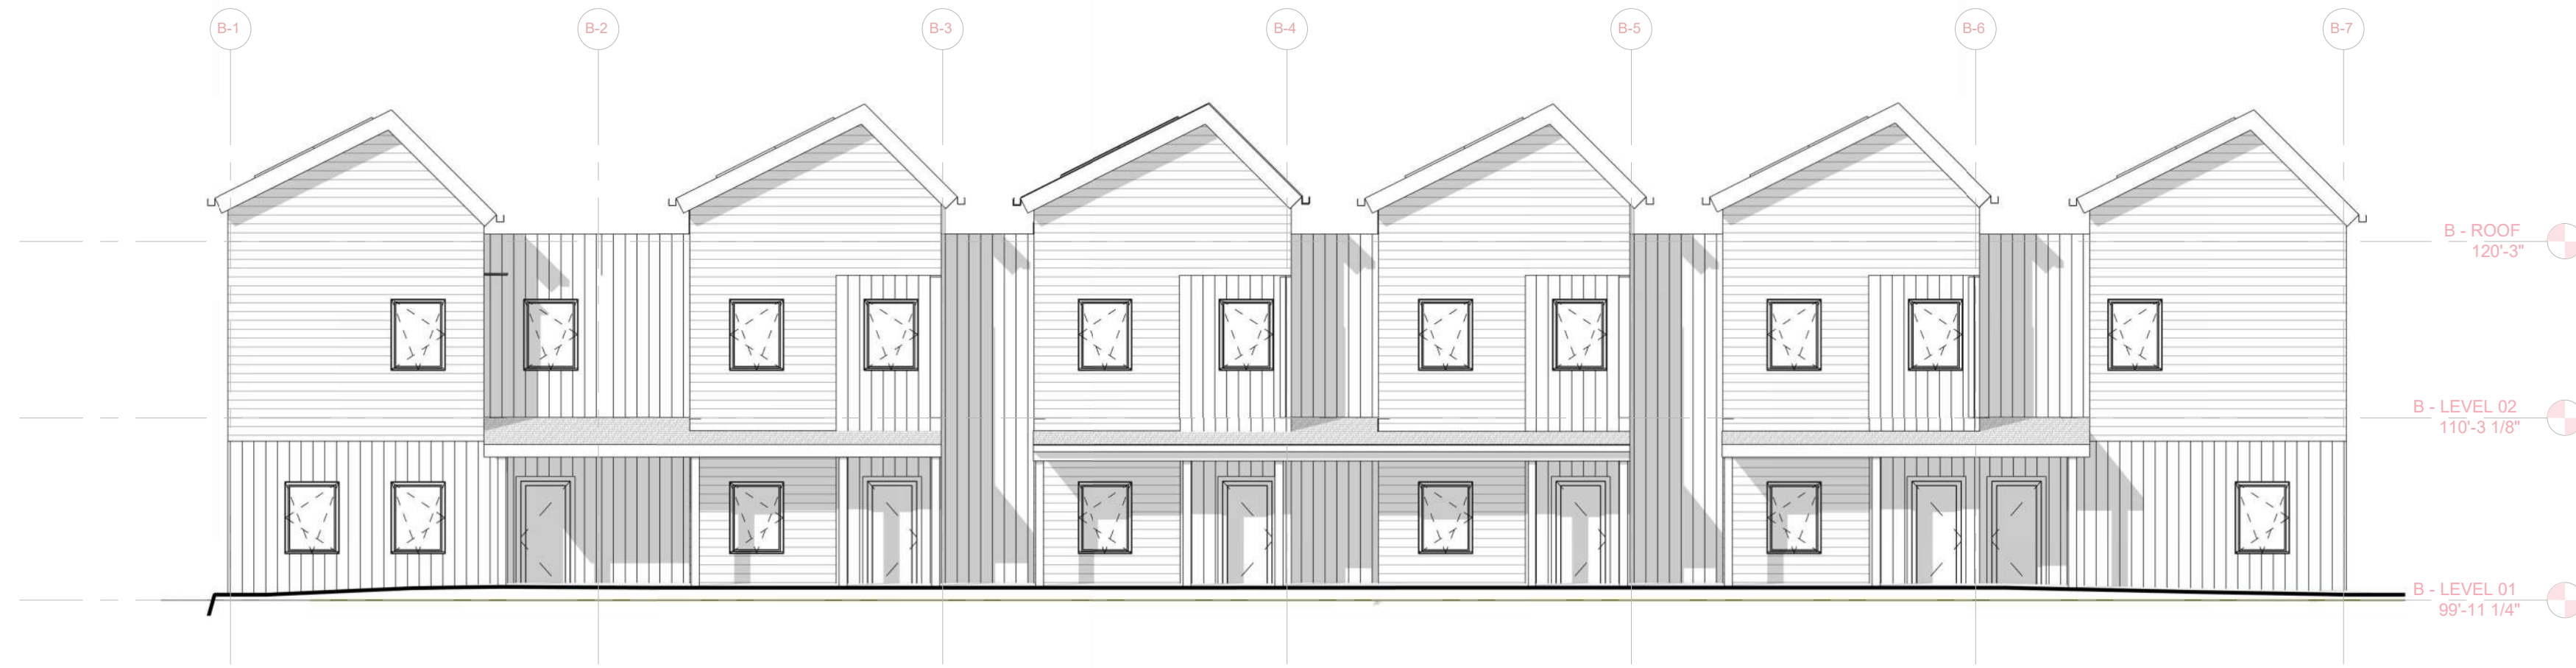 B-1
B-2
B-3
B-4
B-5
B-6
B-7
B - ROOF
120'-3"
B - LEVEL 02
110'-3 1/8"
B - LEVEL 01
99'-11 1/4"